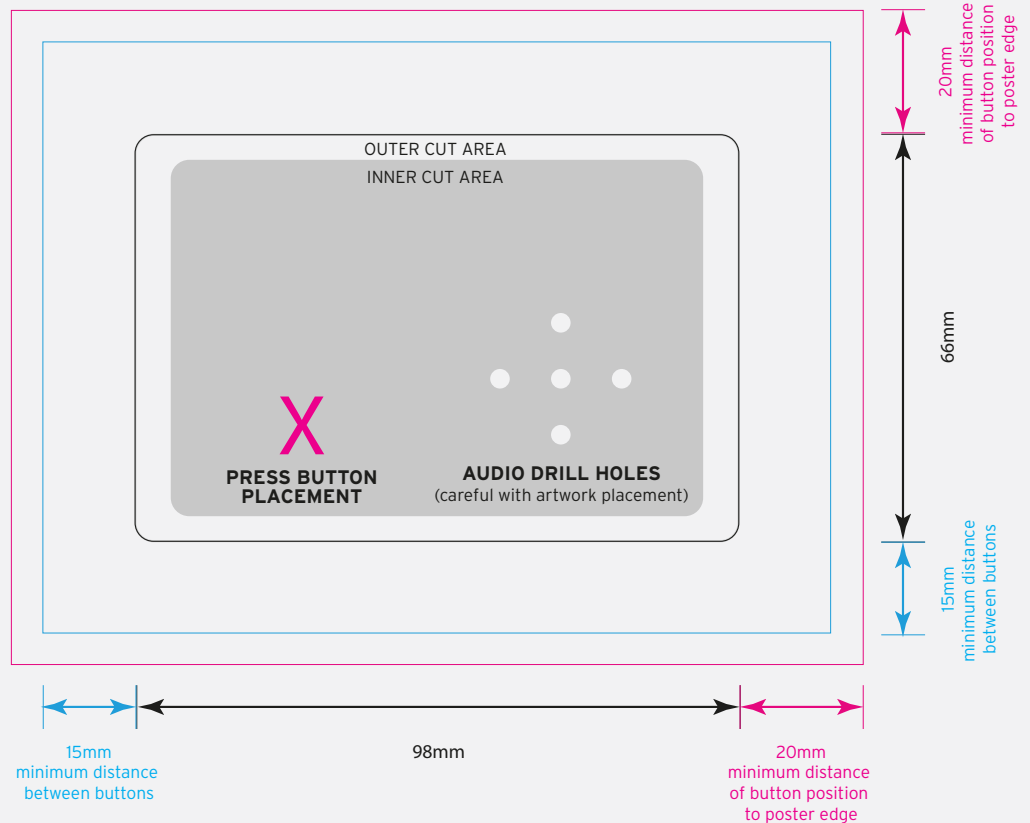 20mm
minimum distance
of button position
to poster edge
OUTER CUT AREA
INNER CUT AREA
66mm
X
PRESS BUTTON
PLACEMENT
AUDIO DRILL HOLES
(careful with artwork placement)
15mm
minimum distance
between buttons
15mm
minimum distance
between buttons
98mm
20mm
minimum distance
of button position
to poster edge